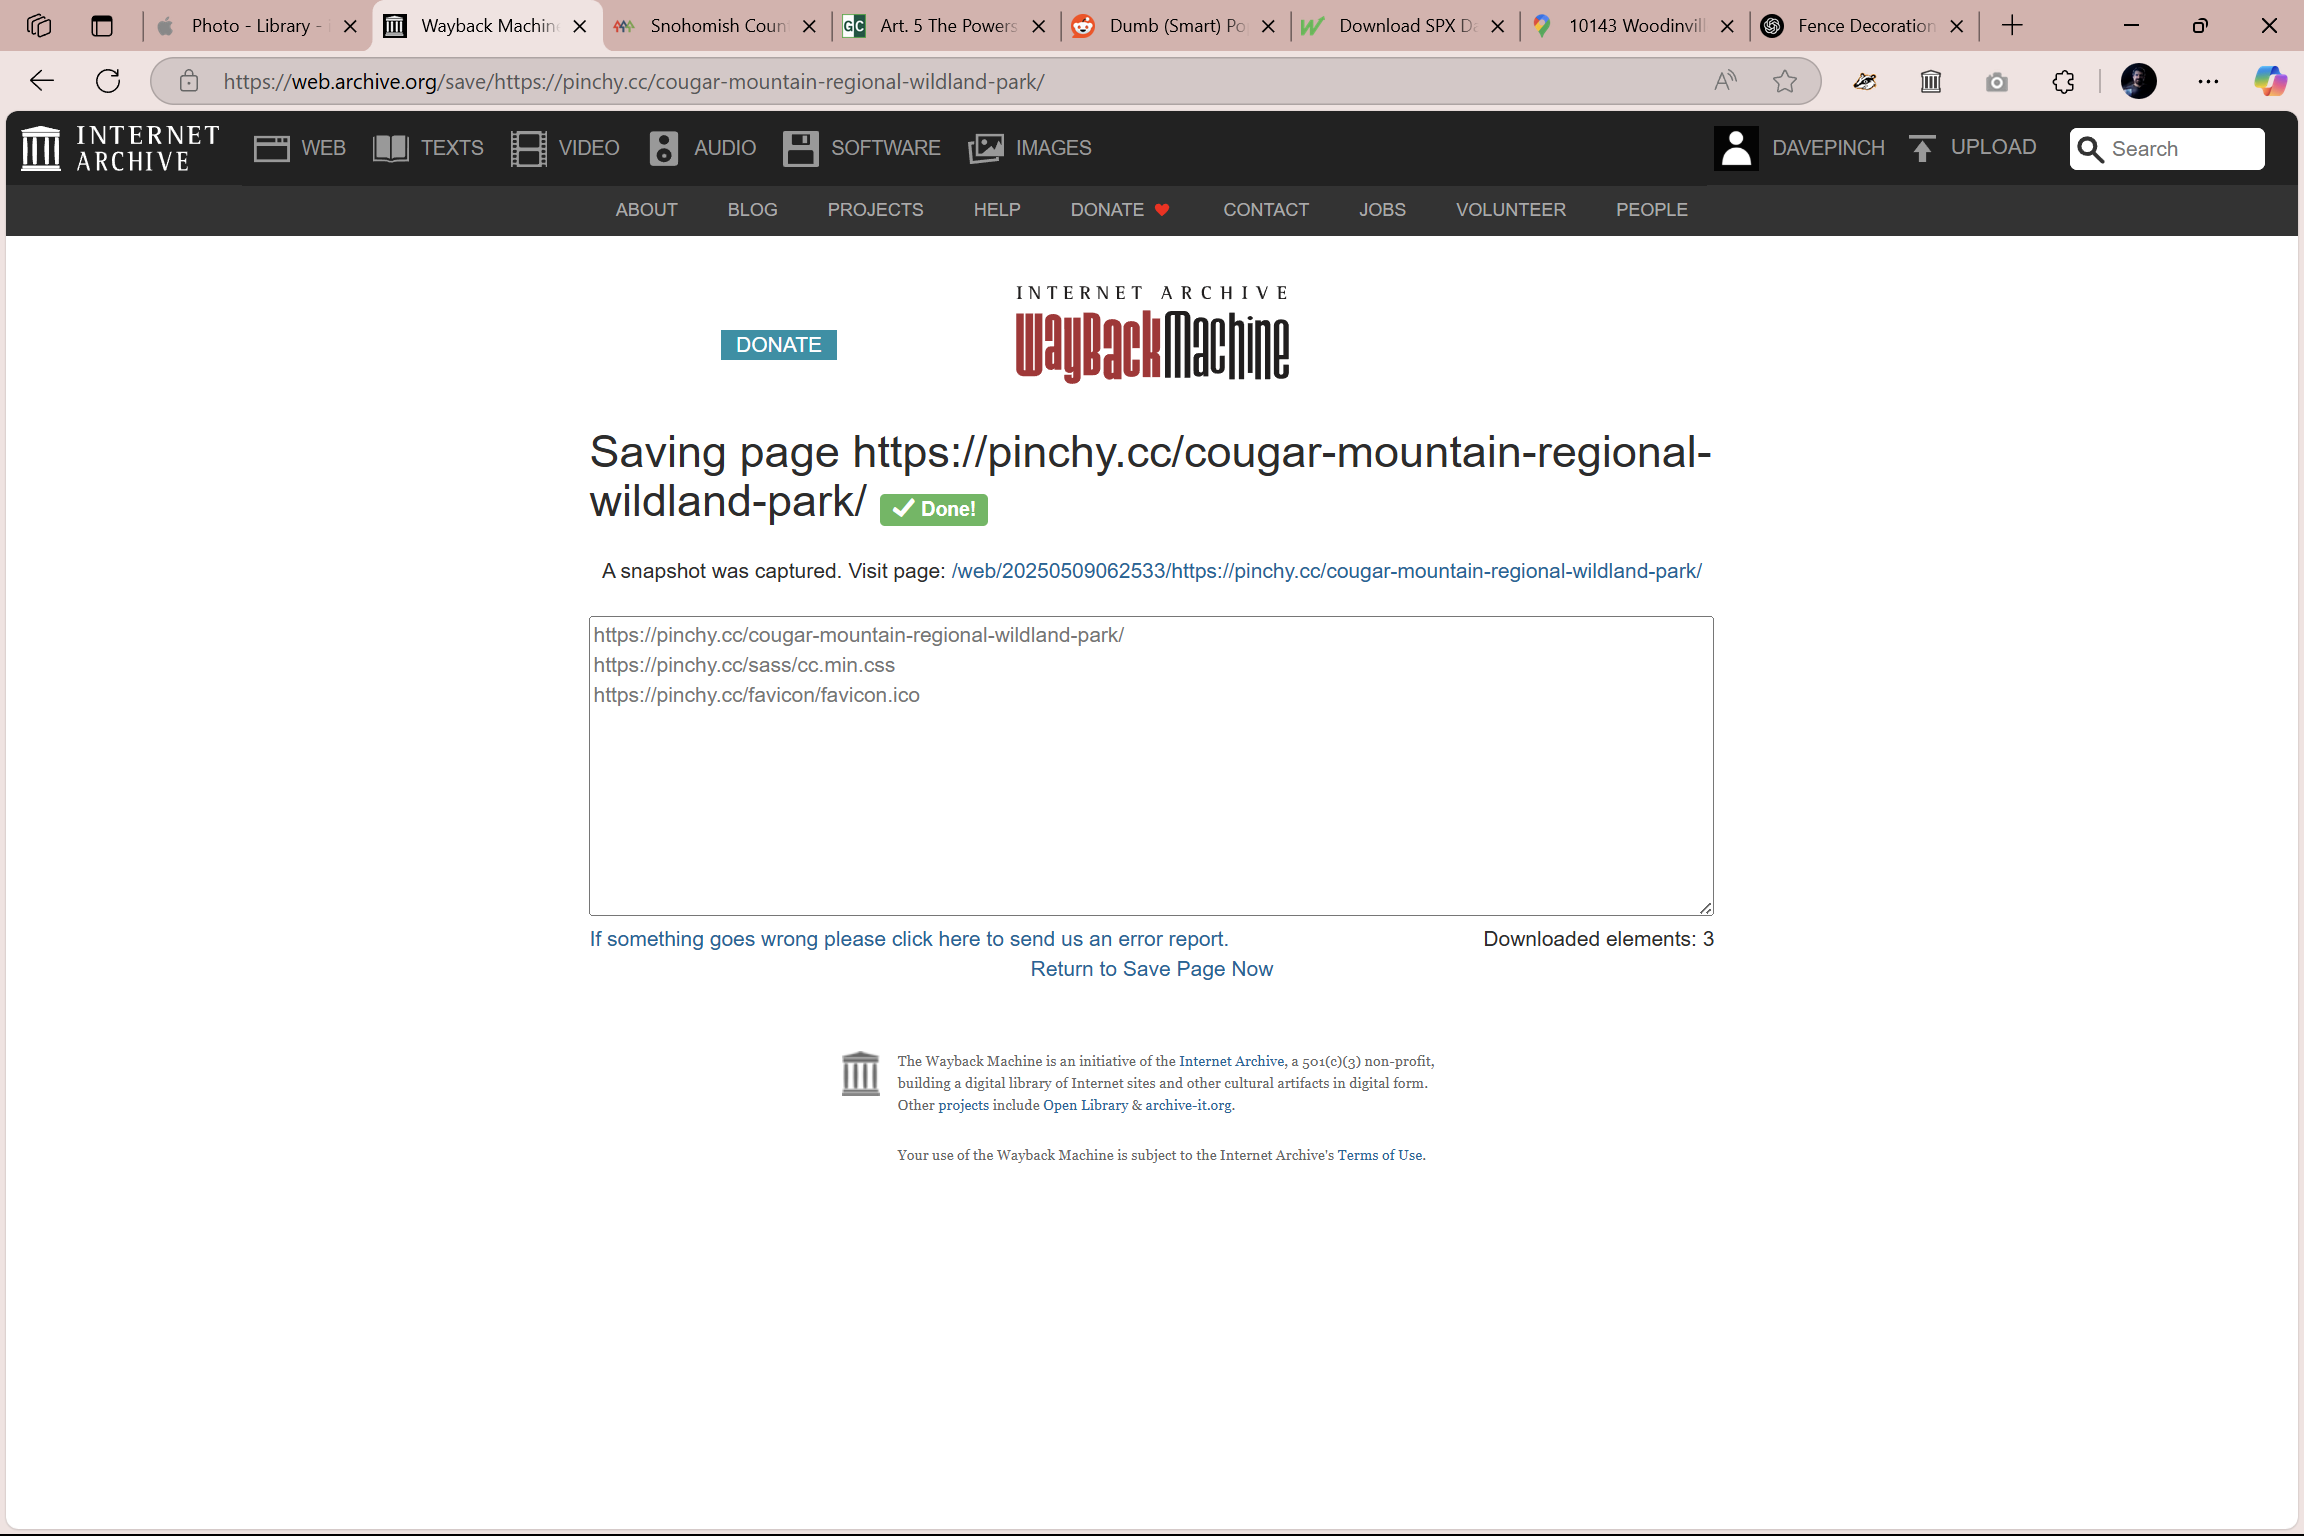 Photo - Library -
Wayback Machin
Snohomish Coun
GC
Art. 5 The Powers
Dumb (Smart) Po
Download SPX Da
10143 Woodinvill
Fence Decoration
https://web.archive.org/save/https://pinchy.cc/cougar-mountain-regional-wildland-park/
INTERNET
ARCHIVE
WEB
TEXTS
VIDEO
AUDIO
SOFTWARE
IMAGES
DAVEPINCH
UPLOAD
Search
ABOUT
BLOG
PROJECTS
HELP
DONATE
CONTACT
JOBS
VOLUNTEER
PEOPLE
DONATE
INTERNET ARCHIVE
WayBackMachine
Saving page https://pinchy.cc/cougar-mountain-regional-
wildland-park/ Done!
A snapshot was captured. Visit page: /web/20250509062533/https://pinchy.cc/cougar-mountain-regional-wildland-park/
https://pinchy.cc/cougar-mountain-regional-wildland-park/
https://pinchy.cc/sass/cc.min.css
https://pinchy.cc/favicon/favicon.ico
If something goes wrong please click here to send us an error report.
Downloaded elements: 3
Return to Save Page Now
The Wayback Machine is an initiative of the Internet Archive, a 501(c)(3) non-profit,
building a digital library of Internet sites and other cultural artifacts in digital form.
Other projects include Open Library & archive-it.org.
Your use of the Wayback Machine is subject to the Internet Archive's Terms of Use.